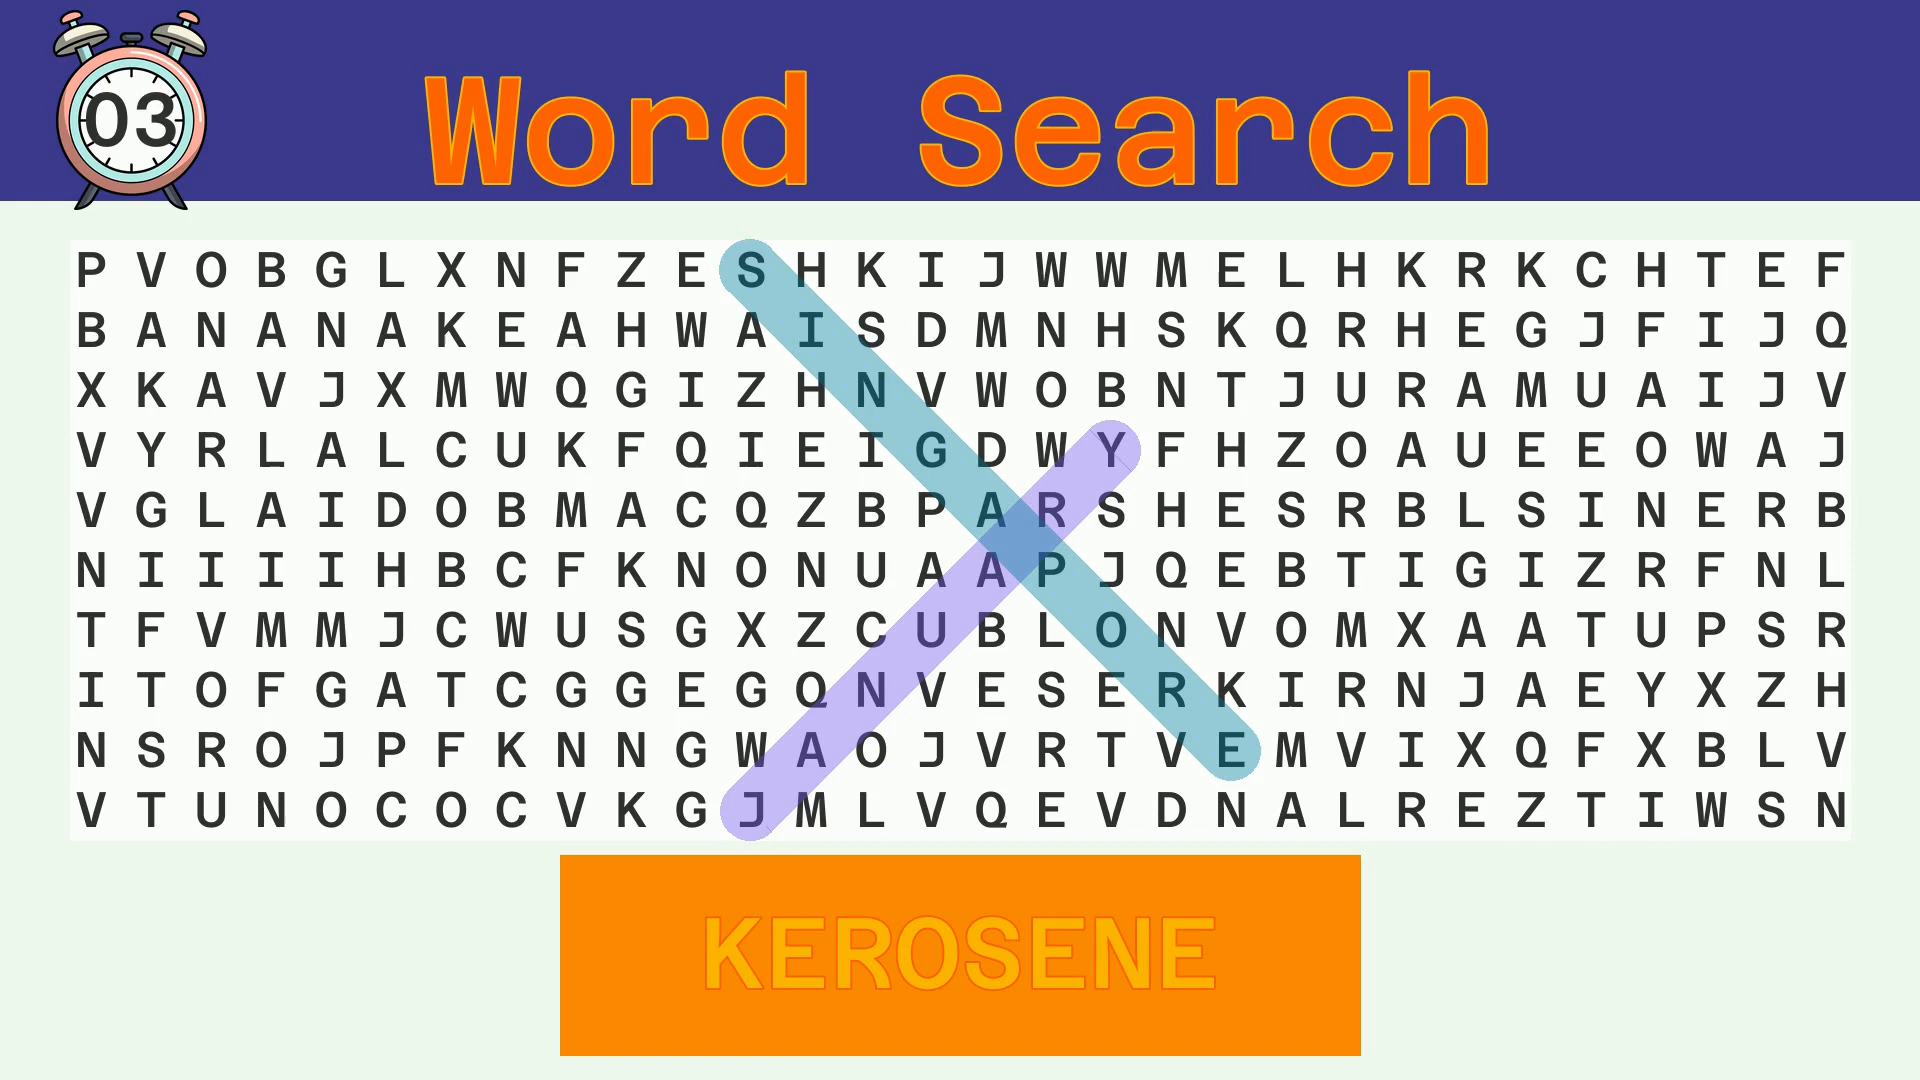 03
Word Search
P V O B G L X N F Z E S H K I J W W M E L H K R K C H T E F
B A N A N A K E A H W A I S D M N H S K Q R H E G J F I J Q
X K A V J X M W Q G I Z H N V W O B N T J U R A M U A I J V
V Y R L A L C U K F Q I E I G D W Y F H Z O A U E E O W A J
V G L A I D O B M A C Q Z B P A R S H E S R B L S I N E R B
N I I I I H B C F K N O N U A A P J Q E B T I G I Z R F N L
T F V M M J C W U S G X Z C U B L O N V O M X A A T U P S R
I T O F G A T C G G E G Q N V E S E R K I R N J A E Y X Z H
N S R O J P F K N N G W A O J V R T V E M V I X Q F X B L V
V T U N O C O C V K G J M L V Q E V D N A L R E Z T I W S N
KEROSENE